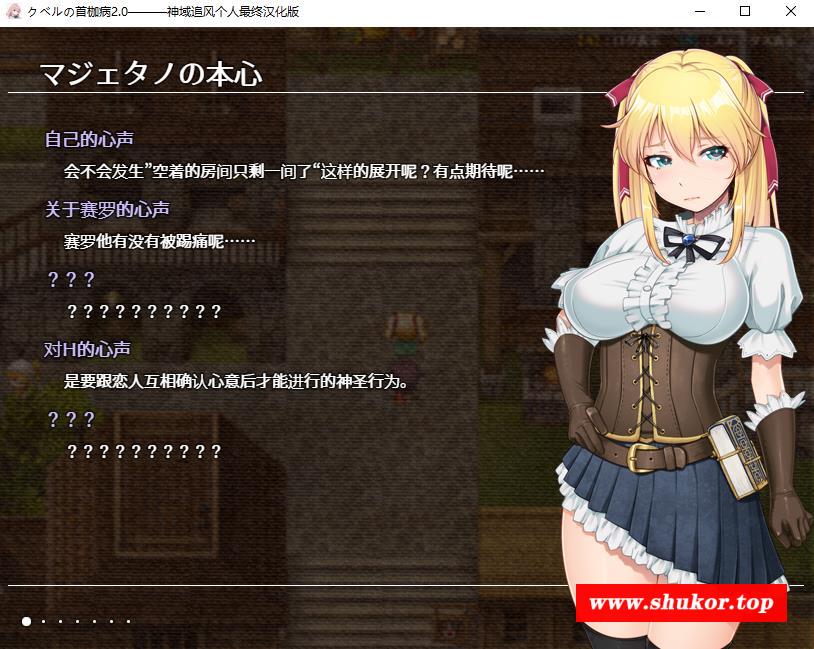 クベルの首枷病2.0———神域追风个人最终汉化版
マジェタノの本心
自己的心声
会不会发生”空着的房间只剩一间了“这样的展开呢？有点期待呢……
关于赛罗的心声
赛罗他有没有被踢痛呢……
？？？
？？？？？？？？？？
对H的心声
是要跟恋人互相确认心意后才能进行的神圣行为。
？？？
？？？？？？？？？？
www.shukor.top